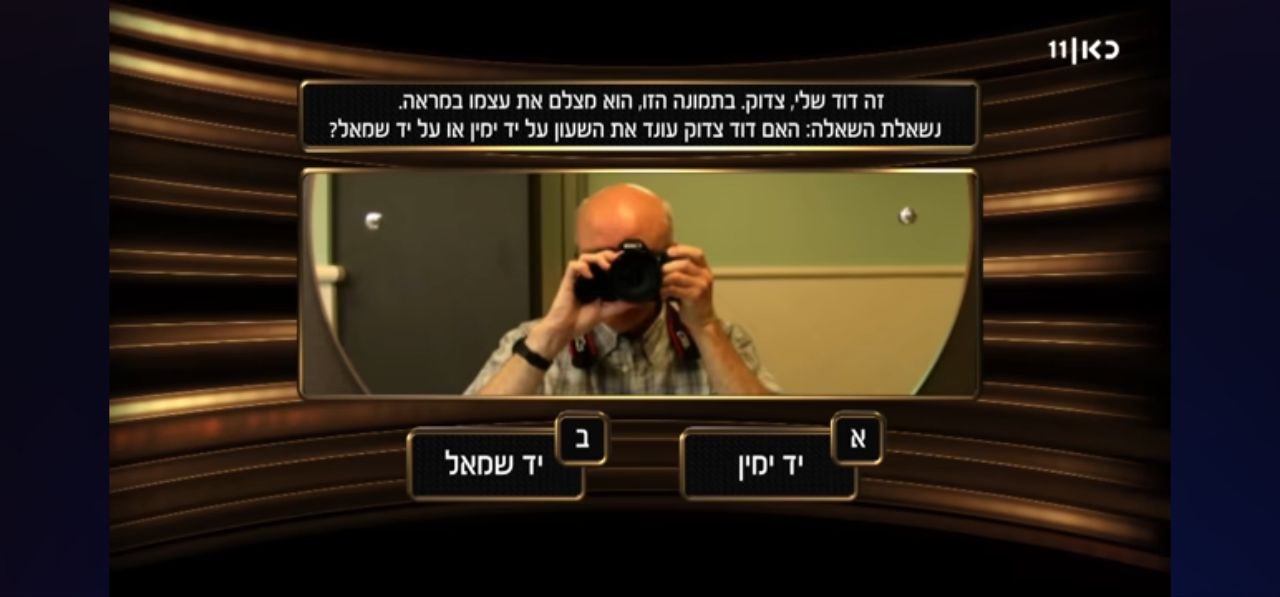 כאן|11
זה דוד שלי, צדוק. בתמונה הזו, הוא מצלם את עצמו במראה.
נשאלת השאלה: האם דוד צדוק עונד את השעון על יד ימין או על יד שמאל?
א
יד ימין
ב
יד שמאל